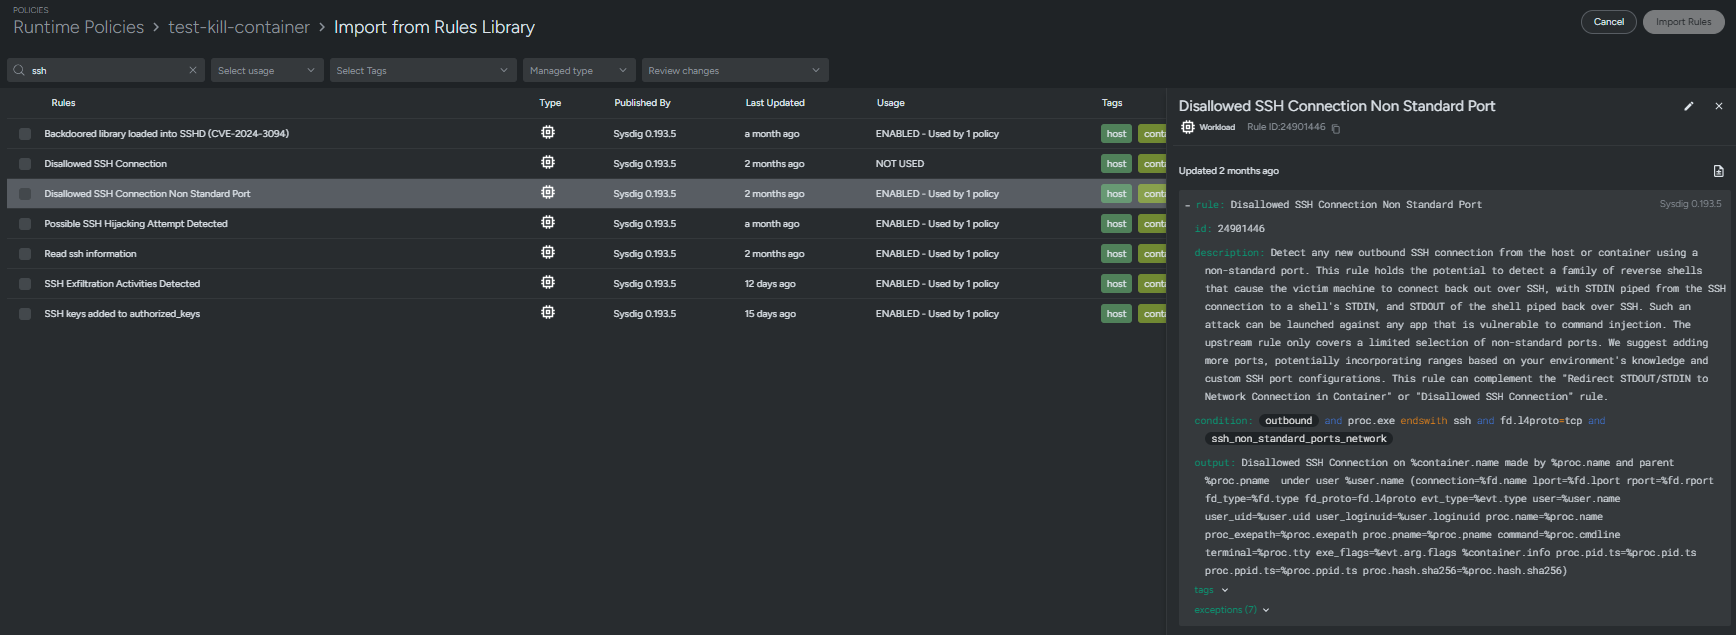 POLICIES
Runtime Policies > test-kill-container > Import from Rules Library
Cancel
Import Rules
ssh
Select usage
Select Tags
Managed type
Review changes
Rules Type Published By Last Updated Usage Tags
Backdoored library loaded into SSHD (CVE-2024-3094) Sysdig 0.193.5 a month ago ENABLED - Used by 1 policy host conta
Disallowed SSH Connection Sysdig 0.193.5 2 months ago NOT USED host conta
Disallowed SSH Connection Non Standard Port Sysdig 0.193.5 2 months ago ENABLED - Used by 1 policy host conta
Possible SSH Hijacking Attempt Detected Sysdig 0.193.5 a month ago ENABLED - Used by 1 policy host conta
Read ssh information Sysdig 0.193.5 2 months ago ENABLED - Used by 1 policy host conta
SSH Exfiltration Activities Detected Sysdig 0.193.5 12 days ago ENABLED - Used by 1 policy host conta
SSH keys added to authorized_keys Sysdig 0.193.5 15 days ago ENABLED - Used by 1 policy host conta
Disallowed SSH Connection Non Standard Port
Workload Rule ID:24901446
Updated 2 months ago
- rule: Disallowed SSH Connection Non Standard Port Sysdig 0.193.5
id: 24901446
description: Detect any new outbound SSH connection from the host or container using a
non-standard port. This rule holds the potential to detect a family of reverse shells
that cause the victim machine to connect back out over SSH, with STDIN piped from the SSH
connection to a shell's STDIN, and STDOUT of the shell piped back over SSH. Such an
attack can be launched against any app that is vulnerable to command injection. The
upstream rule only covers a limited selection of non-standard ports. We suggest adding
more ports, potentially incorporating ranges based on your environment's knowledge and
custom SSH port configurations. This rule can complement the "Redirect STDOUT/STDIN to
Network Connection in Container" or "Disallowed SSH Connection" rule.
condition: outbound and proc.exe endswith ssh and fd.l4proto=tcp and
ssh_non_standard_ports_network
output: Disallowed SSH Connection on %container.name made by %proc.name and parent
%proc.pname under user %user.name (connection=%fd.name lport=%fd.lport rport=%fd.rport
fd_type=%fd.type fd_proto=fd.l4proto evt_type=%evt.type user=%user.name
user_uid=%user.uid user_loginuid=%user.loginuid proc.name=%proc.name
proc_exepath=%proc.exepath proc.pname=%proc.pname command=%proc.cmdline
terminal=%proc.tty exe_flags=%evt.arg.flags %container.info proc.pid.ts=%proc.pid.ts
proc.ppid.ts=%proc.ppid.ts proc.hash.sha256=%proc.hash.sha256)
tags
exceptions (7)